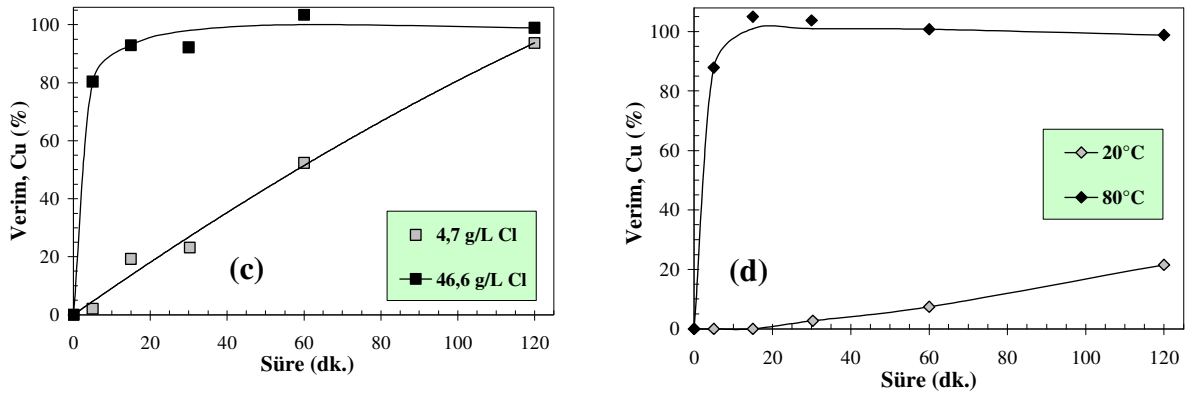 Verim, Cu (%)
100
80
60
40
20
0
0 20 40 60 80 100 120
Süre (dk.)
(c)
4,7 g/L Cl
46,6 g/L Cl
Verim, Cu (%)
100
80
60
40
20
0
0 20 40 60 80 100 120
Süre (dk.)
(d)
20°C
80°C